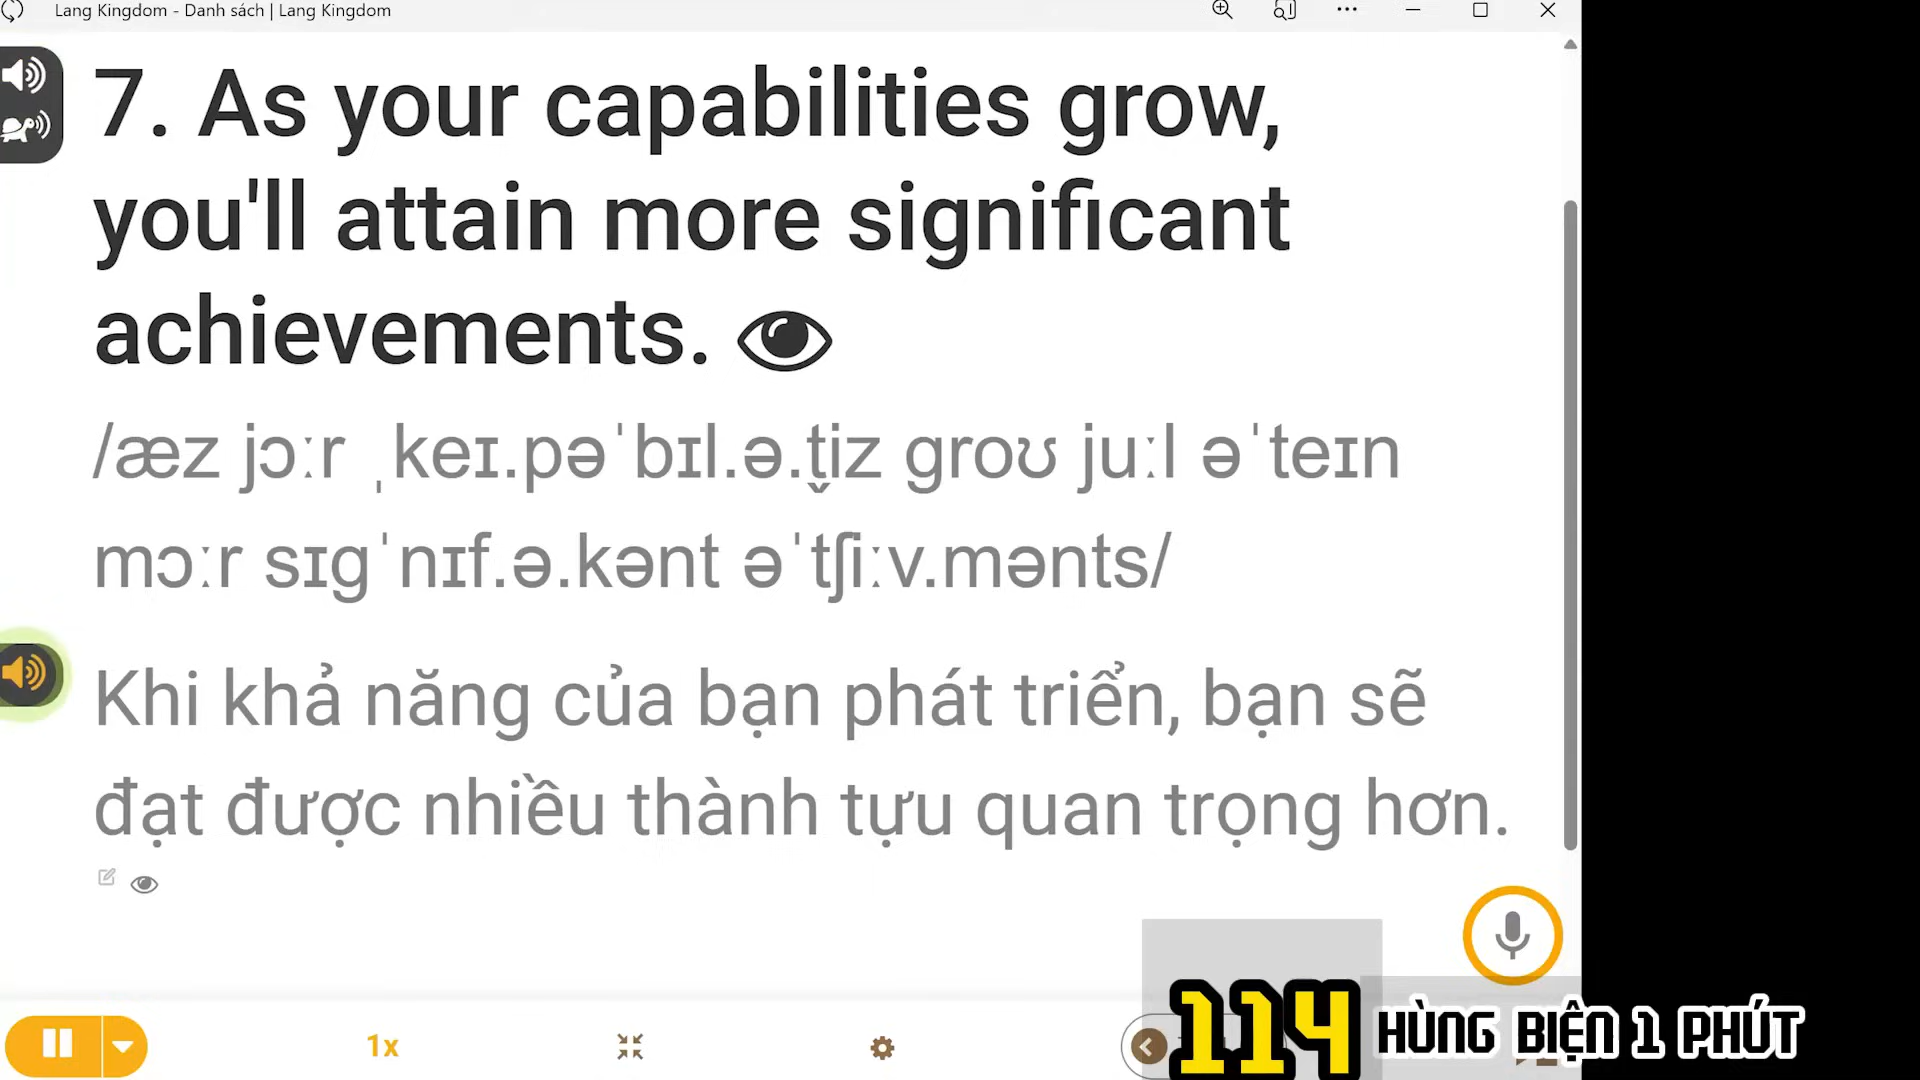 Lang Kingdom - Danh sách | Lang Kingdom
7. As your capabilities grow,
you'll attain more significant
achievements.
/æz jɔːr ˌkeɪ.pəˈbɪl.ə.t̬iz groʊ juːl əˈteɪn
mɔːr sɪɡˈnɪf.ə.kənt əˈtʃiːv.mənts/
Khi khả năng của bạn phát triển, bạn sẽ
đạt được nhiều thành tựu quan trọng hơn.
1x
114 HÙNG BIỆN 1 PHÚT